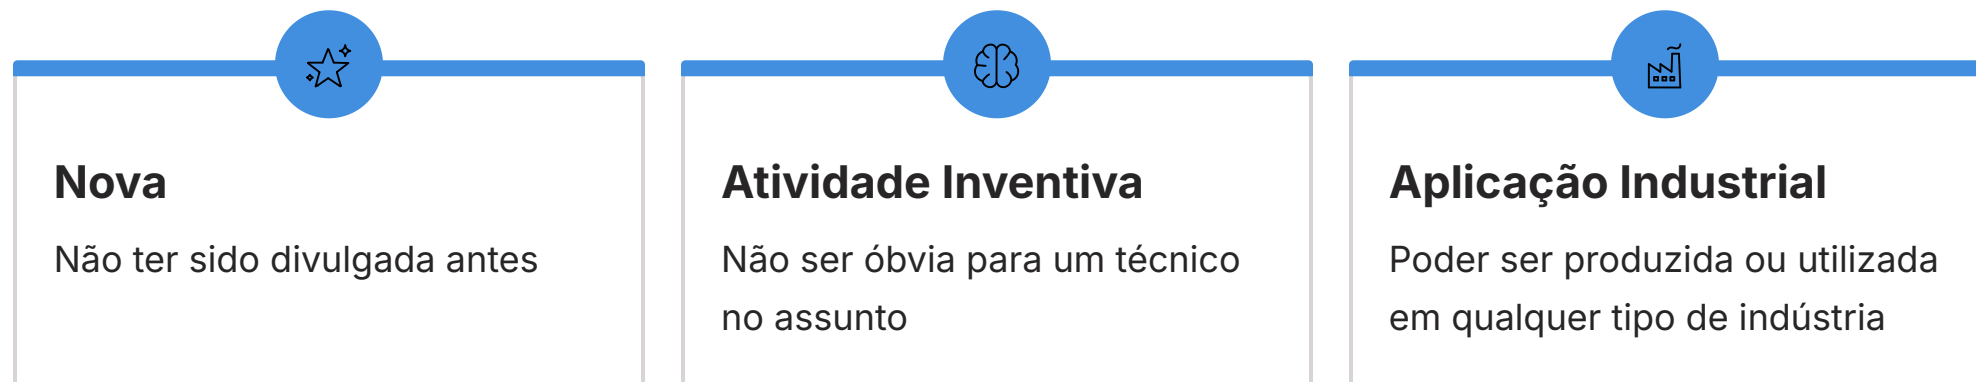 Nova
Não ter sido divulgada antes
Atividade Inventiva
Não ser óbvia para um técnico
no assunto
Aplicação Industrial
Poder ser produzida ou utilizada
em qualquer tipo de indústria